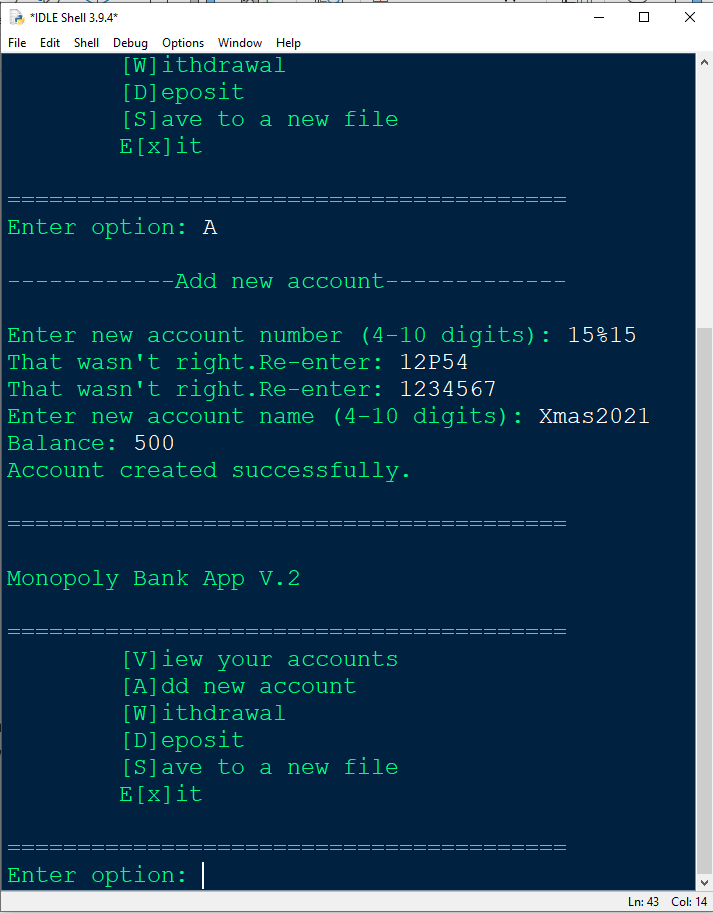 *IDLE Shell 3.9.4*
File Edit Shell Debug Options Window Help
[W]ithdrawal
[D]eposit
[S]ave to a new file
E[x]it
========================================
Enter option: A
------------Add new account-------------
Enter new account number (4-10 digits): 15%15
That wasn't right.Re-enter: 12P54
That wasn't right.Re-enter: 1234567
Enter new account name (4-10 digits): Xmas2021
Balance: 500
Account created successfully.
========================================
Monopoly Bank App V.2
========================================
[V]iew your accounts
[A]dd new account
[W]ithdrawal
[D]eposit
[S]ave to a new file
E[x]it
========================================
Enter option:
Ln: 43 Col: 14